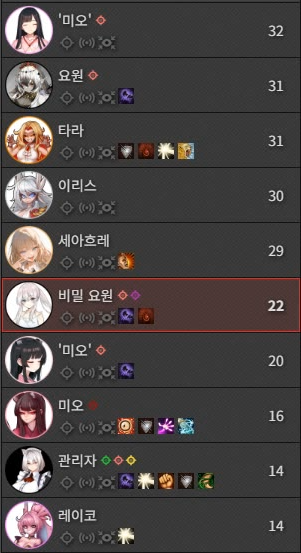 '미오' 32
요원 31
타라 31
이리스 30
세아흐레 29
비밀 요원 22
'미오' 20
미오 16
관리자 14
레이코 14